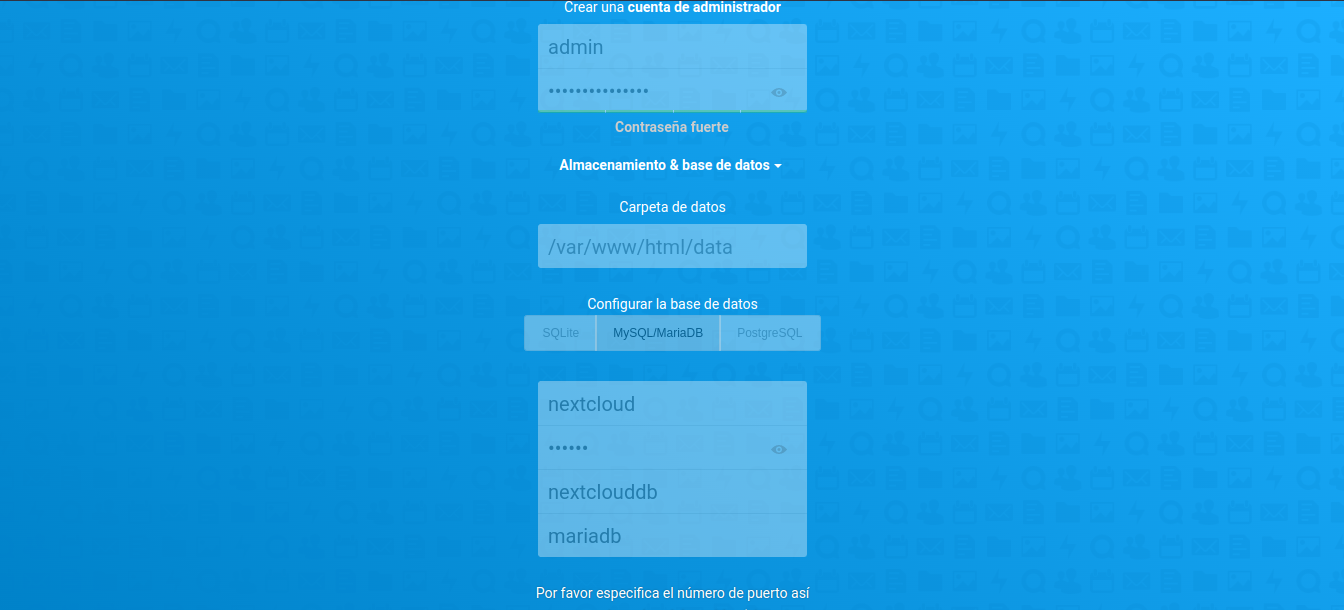 Crear una cuenta de administrador
admin
•••••••••••••••
Contraseña fuerte
Almacenamiento & base de datos
Carpeta de datos
/var/www/html/data
Configurar la base de datos
SQLite MySQL/MariaDB PostgreSQL
nextcloud
••••••
nextclouddb
mariadb
Por favor especifica el número de puerto así